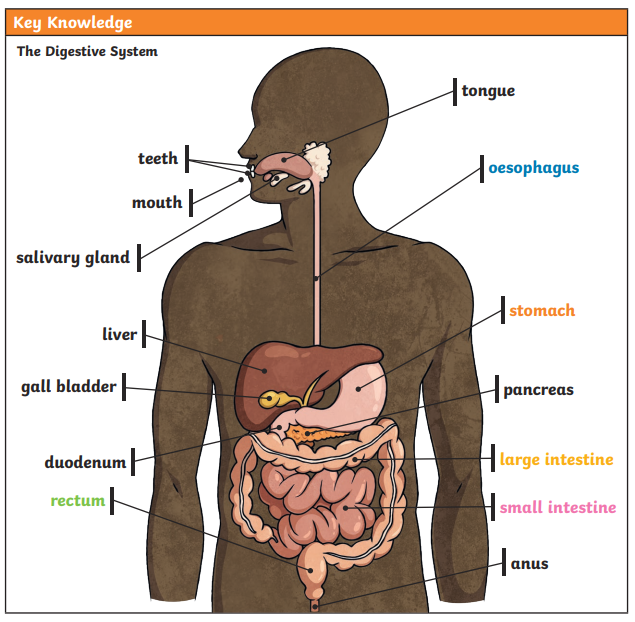 Key Knowledge
The Digestive System
tongue
teeth
oesophagus
mouth
salivary gland
stomach
liver
gall bladder
pancreas
duodenum
large intestine
rectum
small intestine
anus